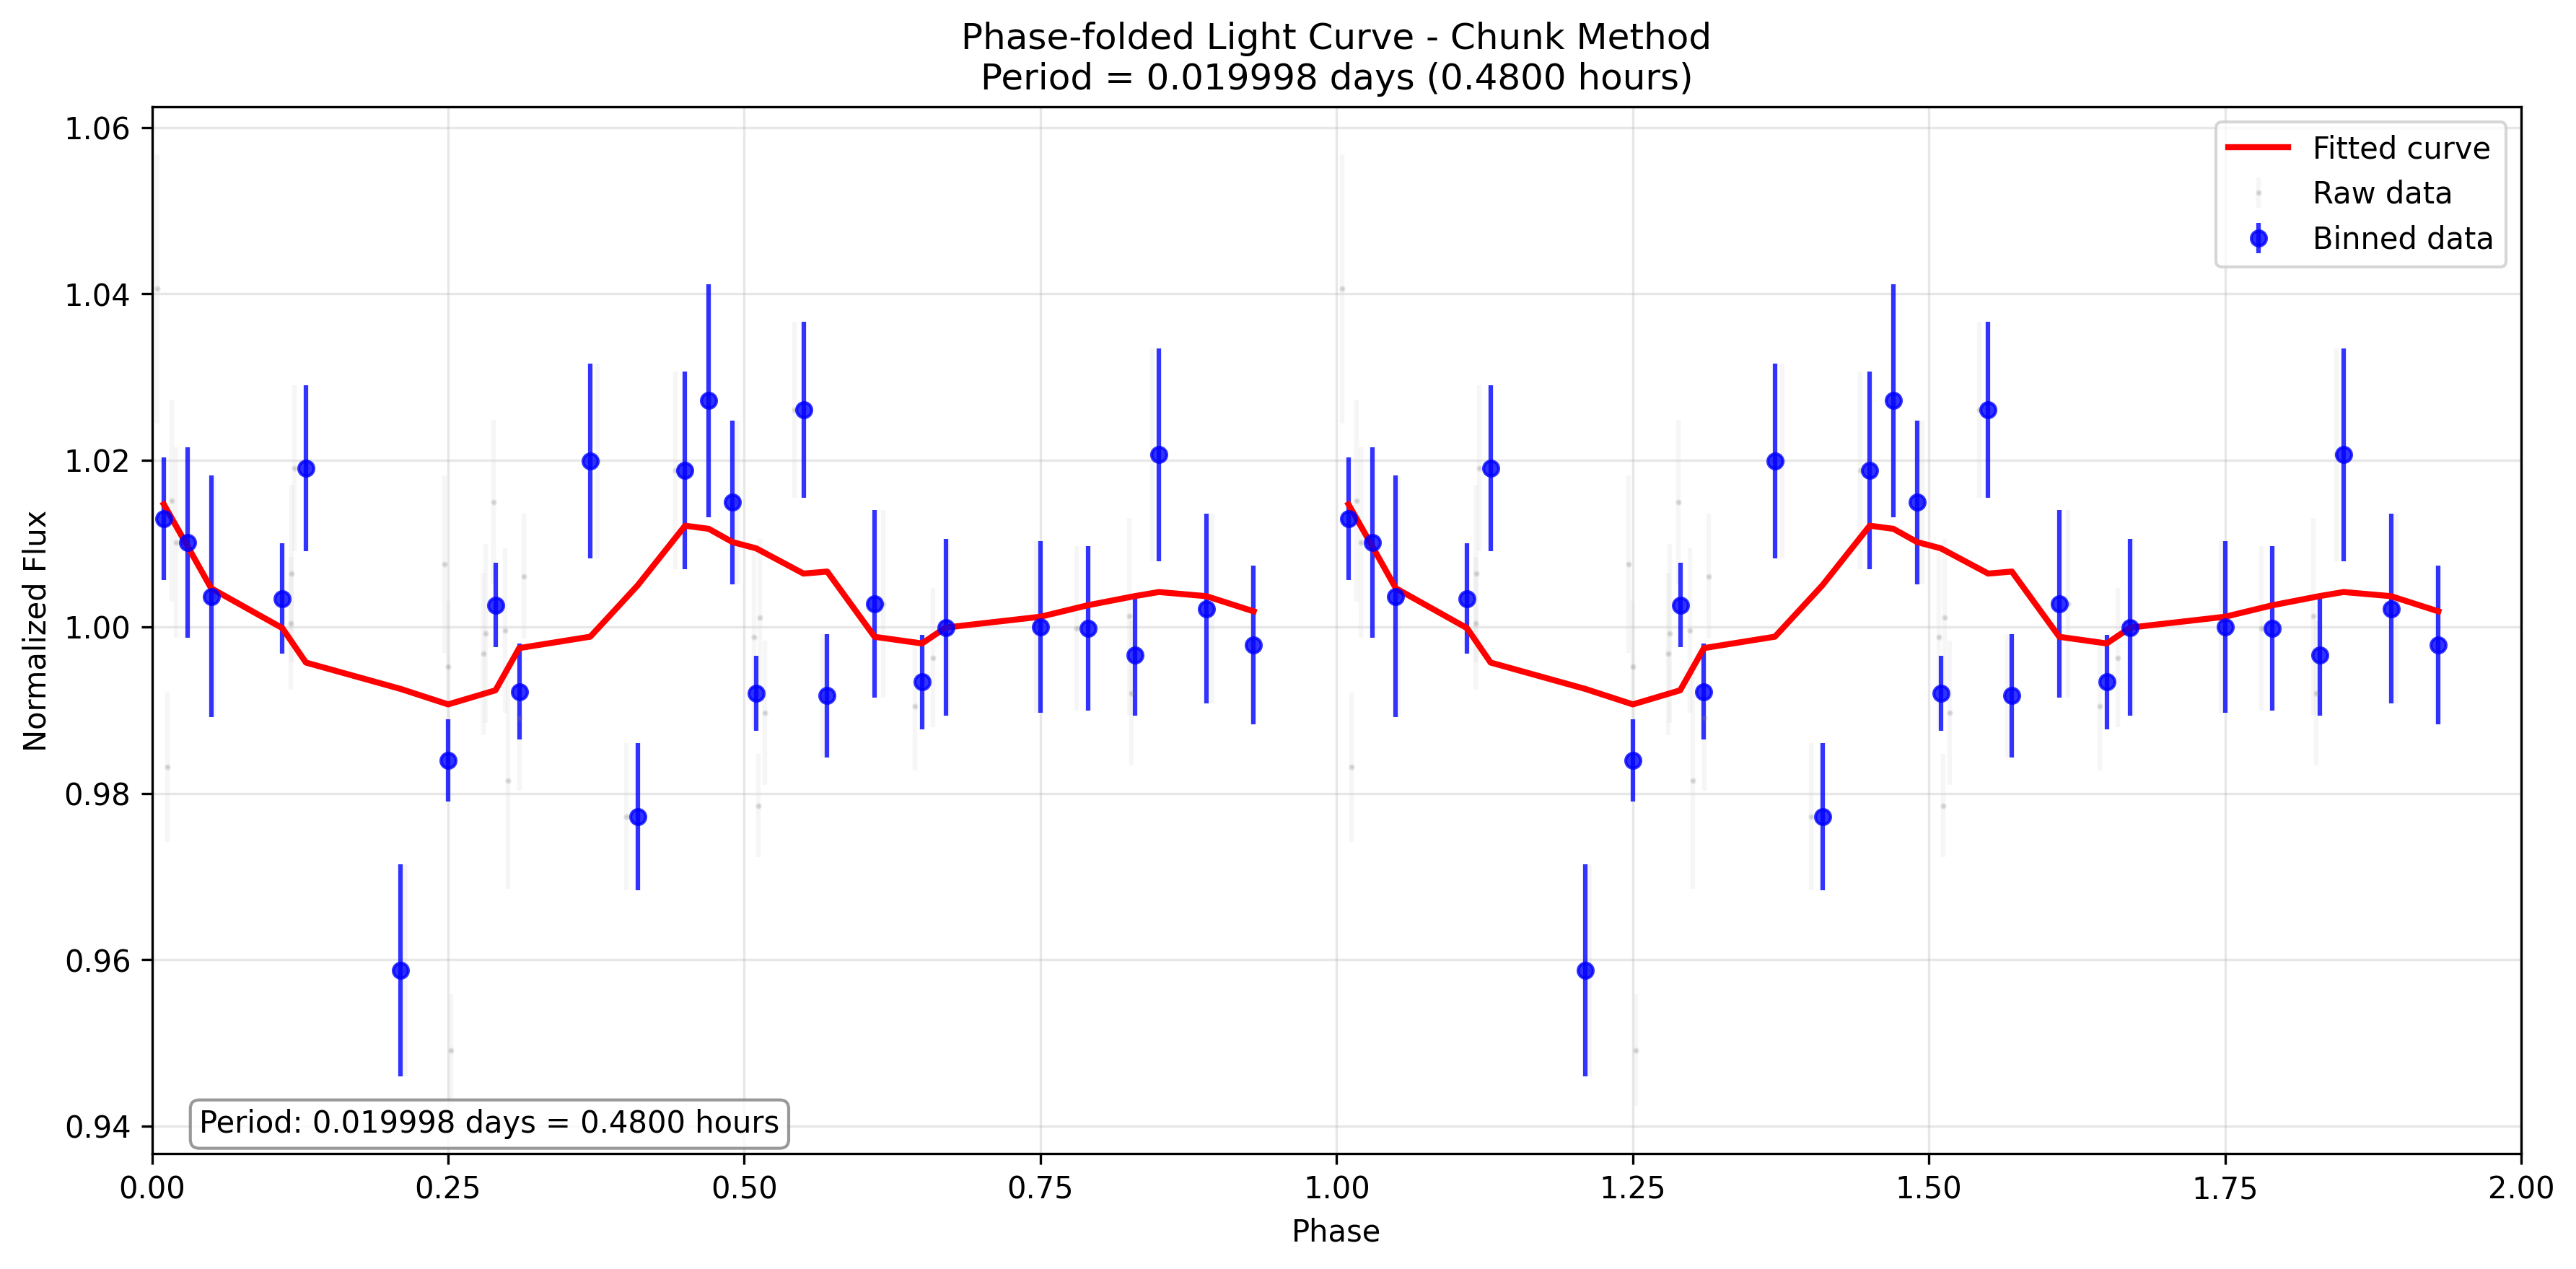 Phase-folded Light Curve - Chunk Method
Period = 0.019998 days (0.4800 hours)
Normalized Flux
1.06
1.04
1.02
1.00
0.98
0.96
0.94
Fitted curve
Raw data
Binned data
Period: 0.019998 days = 0.4800 hours
0.00 0.25 0.50 0.75 1.00 1.25 1.50 1.75 2.00
Phase